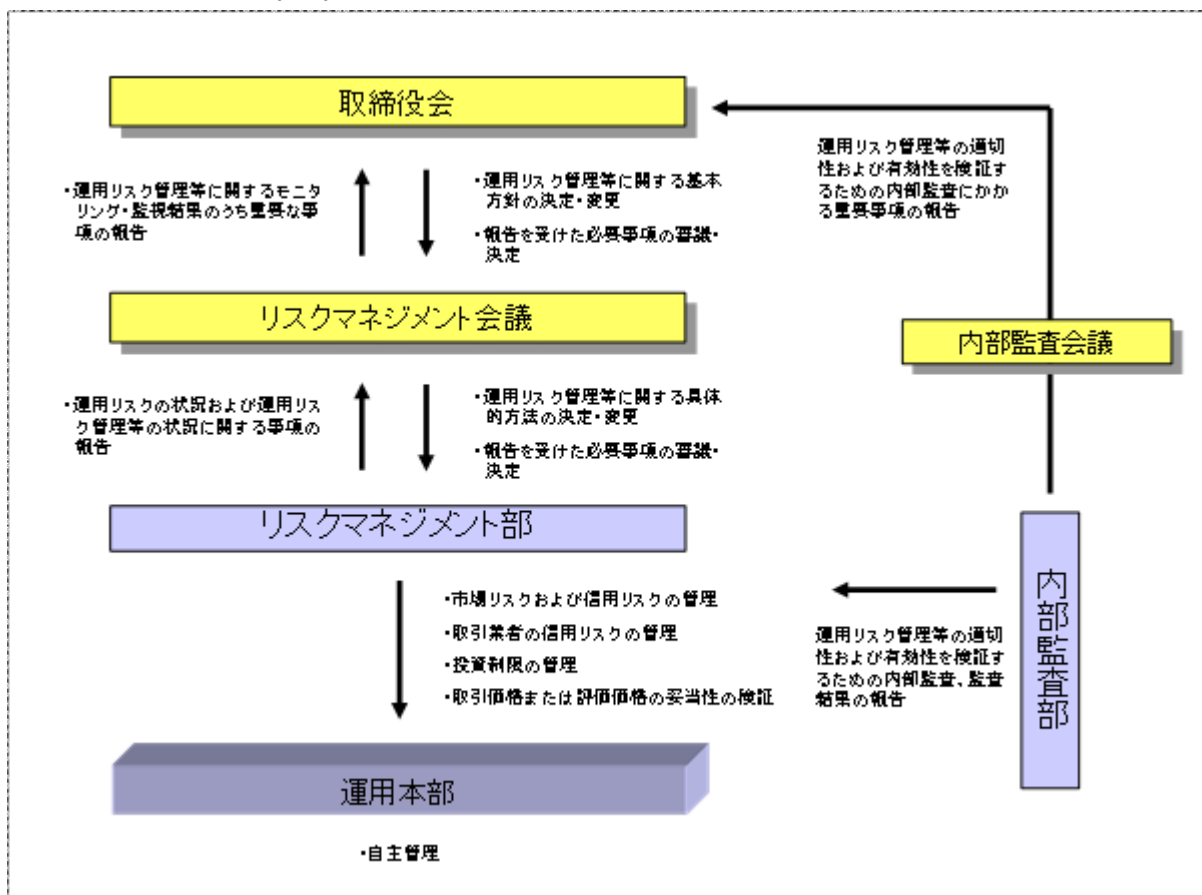 取締役会
・運用リスク管理等に関するモニ
タリング・監視結果のうち重要な事
項の報告
・運用リスク管理等に関する基本
方針の決定・変更
・報告を受けた必要事項の審議・
決定
運用リスク管理等の適切
性および有効性を検証す
るための内部監査にかか
る重要事項の報告
リスクマネジメント会議
内部監査会議
・運用リスクの状況および運用リス
ク管理等の状況に関する事項の
報告
・運用リスク管理等に関する具体
的方法の決定・変更
・報告を受けた必要事項の審議・
決定
リスクマネジメント部
・市場リスクおよび信用リスクの管理
・取引業者の信用リスクの管理
・投資制限の管理
・取引価格または評価価格の妥当性の検証
運用リスク管理等の適切
性および有効性を検証す
るための内部監査、監査
結果の報告
内部監査部
運用本部
・自主管理